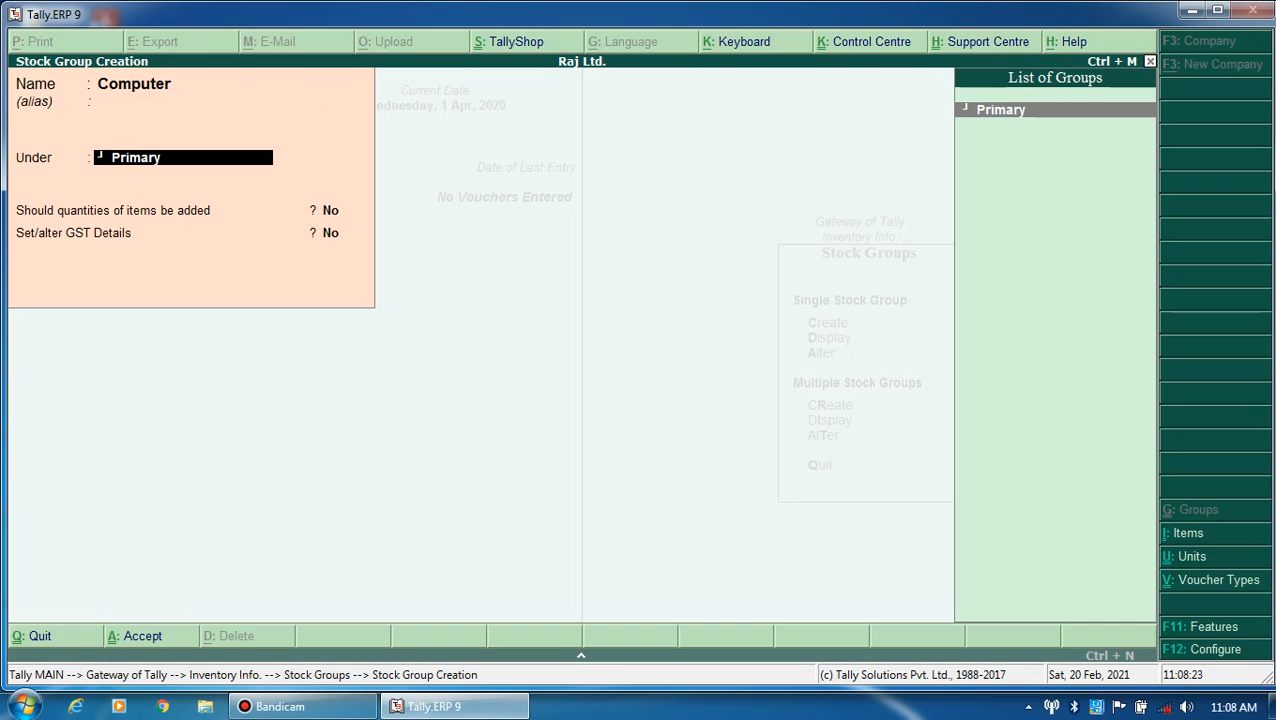 Tally.ERP 9
P: Print E: Export M: E-Mail O: Upload S: TallyShop G: Language K: Keyboard K: Control Centre H: Support Centre H: Help F3: Company
Stock Group Creation Raj Ltd. Ctrl + M
F3: New Company
Name : Computer
(alias) :
Under : Primary
Should quantities of items be added ? No
Set/alter GST Details ? No
Current Date
ednesday, 1 Apr, 2020
Date of Last Entry
No Vouchers Entered
Gateway of Tally ...
Inventory Info. ....
Stock Groups
Single Stock Group
Create
Display
Alter
Multiple Stock Groups
CReate
DIsplay
AlTer
Quit
List of Groups
Primary
G: Groups
I: Items
U: Units
V: Voucher Types
F11: Features
F12: Configure
Q: Quit A: Accept D: Delete
Ctrl + N
Tally MAIN --> Gateway of Tally --> Inventory Info. --> Stock Groups --> Stock Group Creation (c) Tally Solutions Pvt. Ltd., 1988-2017 Sat, 20 Feb, 2021 11:08:23
Bandicam Tally.ERP 9 11:08 AM